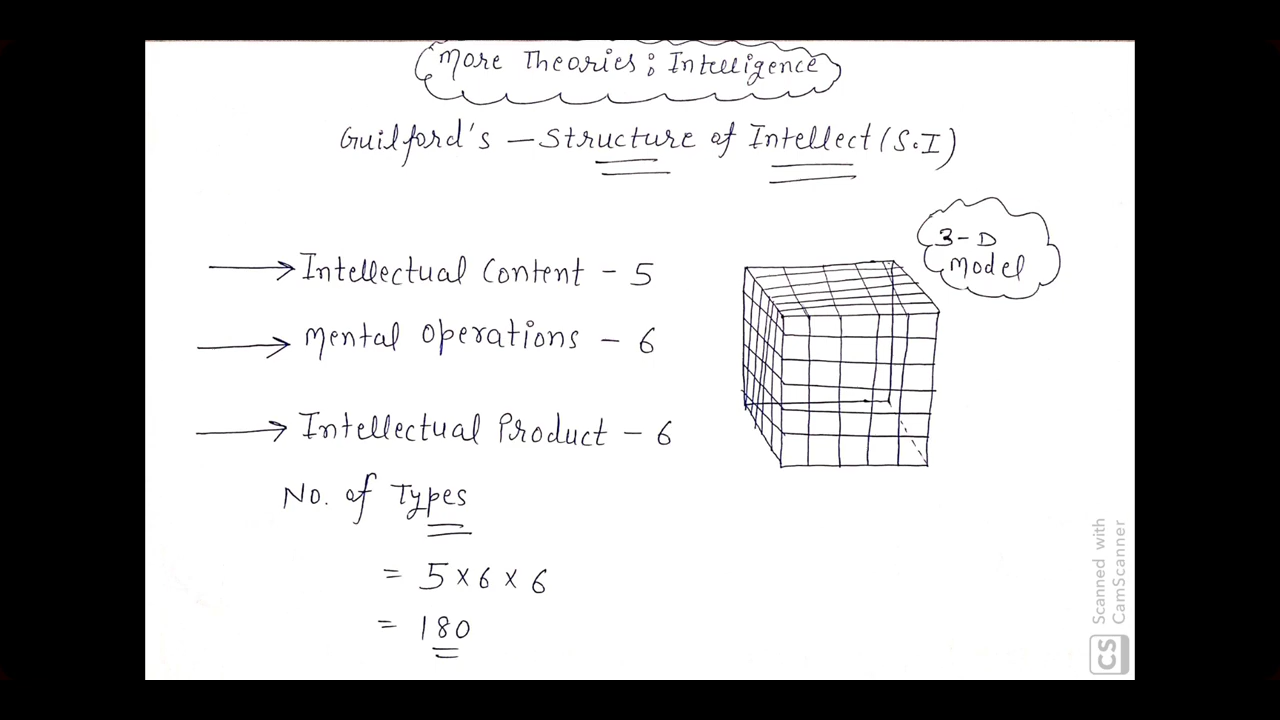 More Theories; Intelligence
Guilford's - Structure of Intellect (S.I)
3-D
Model
→ Intellectual Content - 5
→ Mental Operations - 6
→ Intellectual Product - 6
No. of Types
= 5 × 6 × 6
= 180
Scanned with
CamScanner
CS